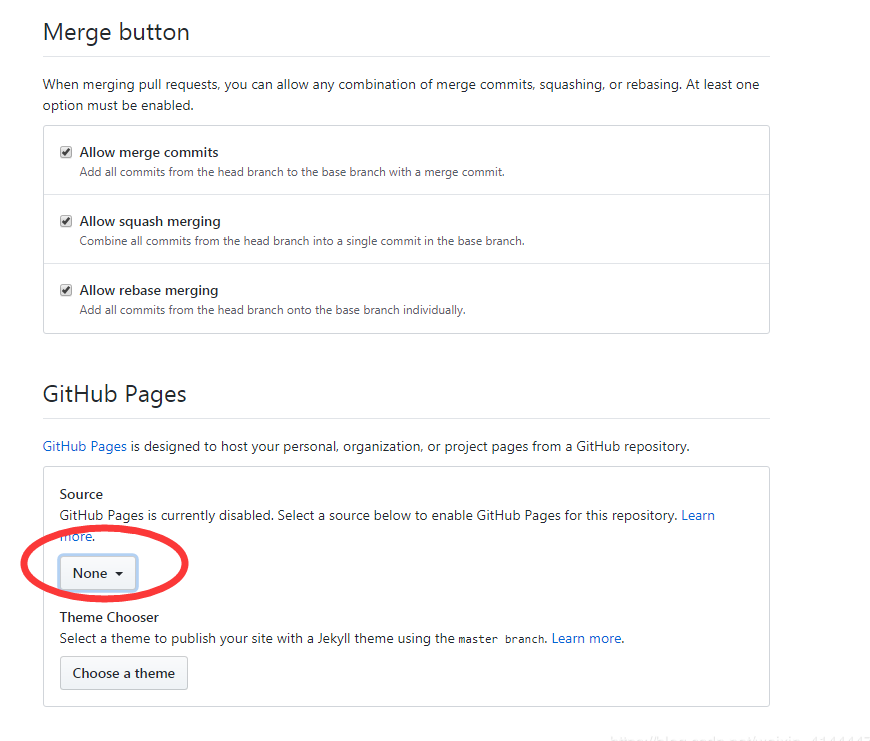 Merge button
When merging pull requests, you can allow any combination of merge commits, squashing, or rebasing. At least one
option must be enabled.
Allow merge commits
Add all commits from the head branch to the base branch with a merge commit.
Allow squash merging
Combine all commits from the head branch into a single commit in the base branch.
Allow rebase merging
Add all commits from the head branch onto the base branch individually.
GitHub Pages
GitHub Pages is designed to host your personal, organization, or project pages from a GitHub repository.
Source
GitHub Pages is currently disabled. Select a source below to enable GitHub Pages for this repository. Learn
more.
None
Theme Chooser
Select a theme to publish your site with a Jekyll theme using the master branch. Learn more.
Choose a theme